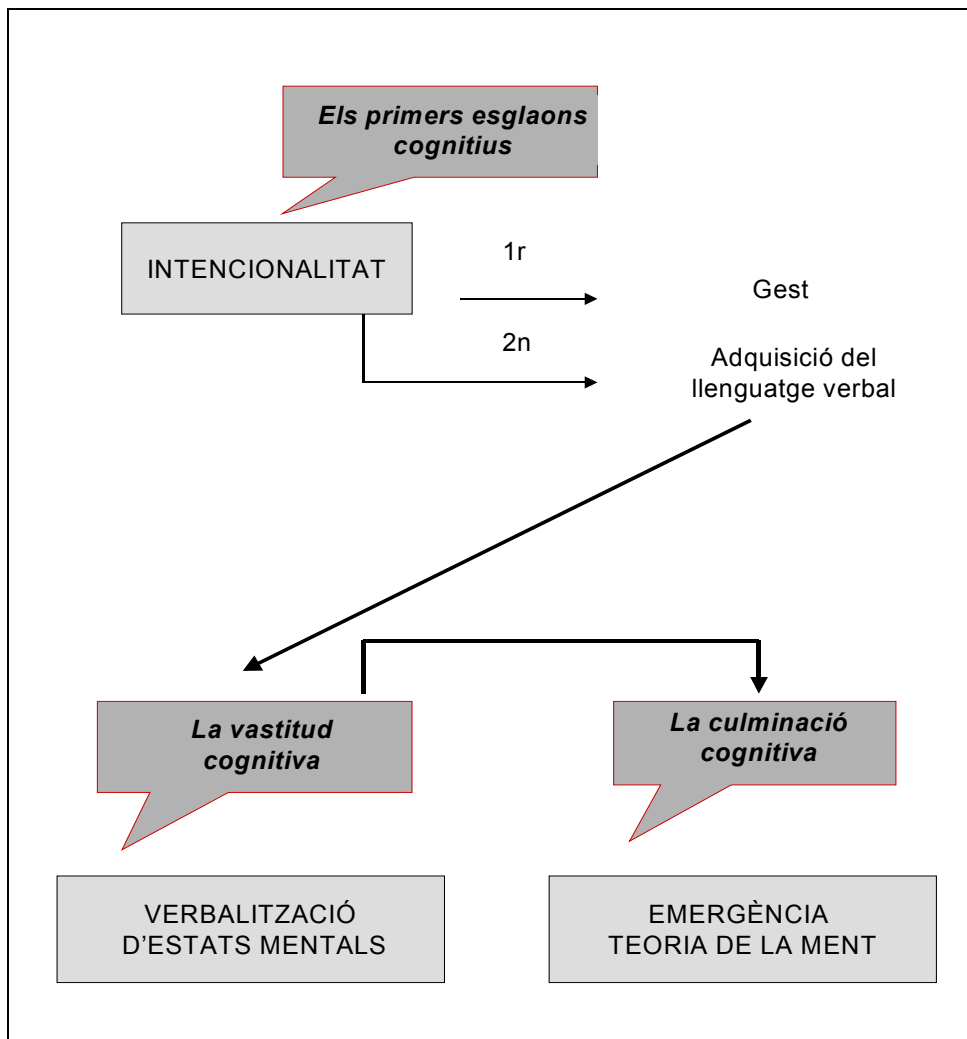 Els primers esglaons
cognitius
INTENCIONALITAT
1r
Gest
2n
Adquisició del
llenguatge verbal
La vastitud
cognitiva
La culminació
cognitiva
VERBALITZACIÓ
D'ESTATS MENTALS
EMERGÈNCIA
TEORIA DE LA MENT